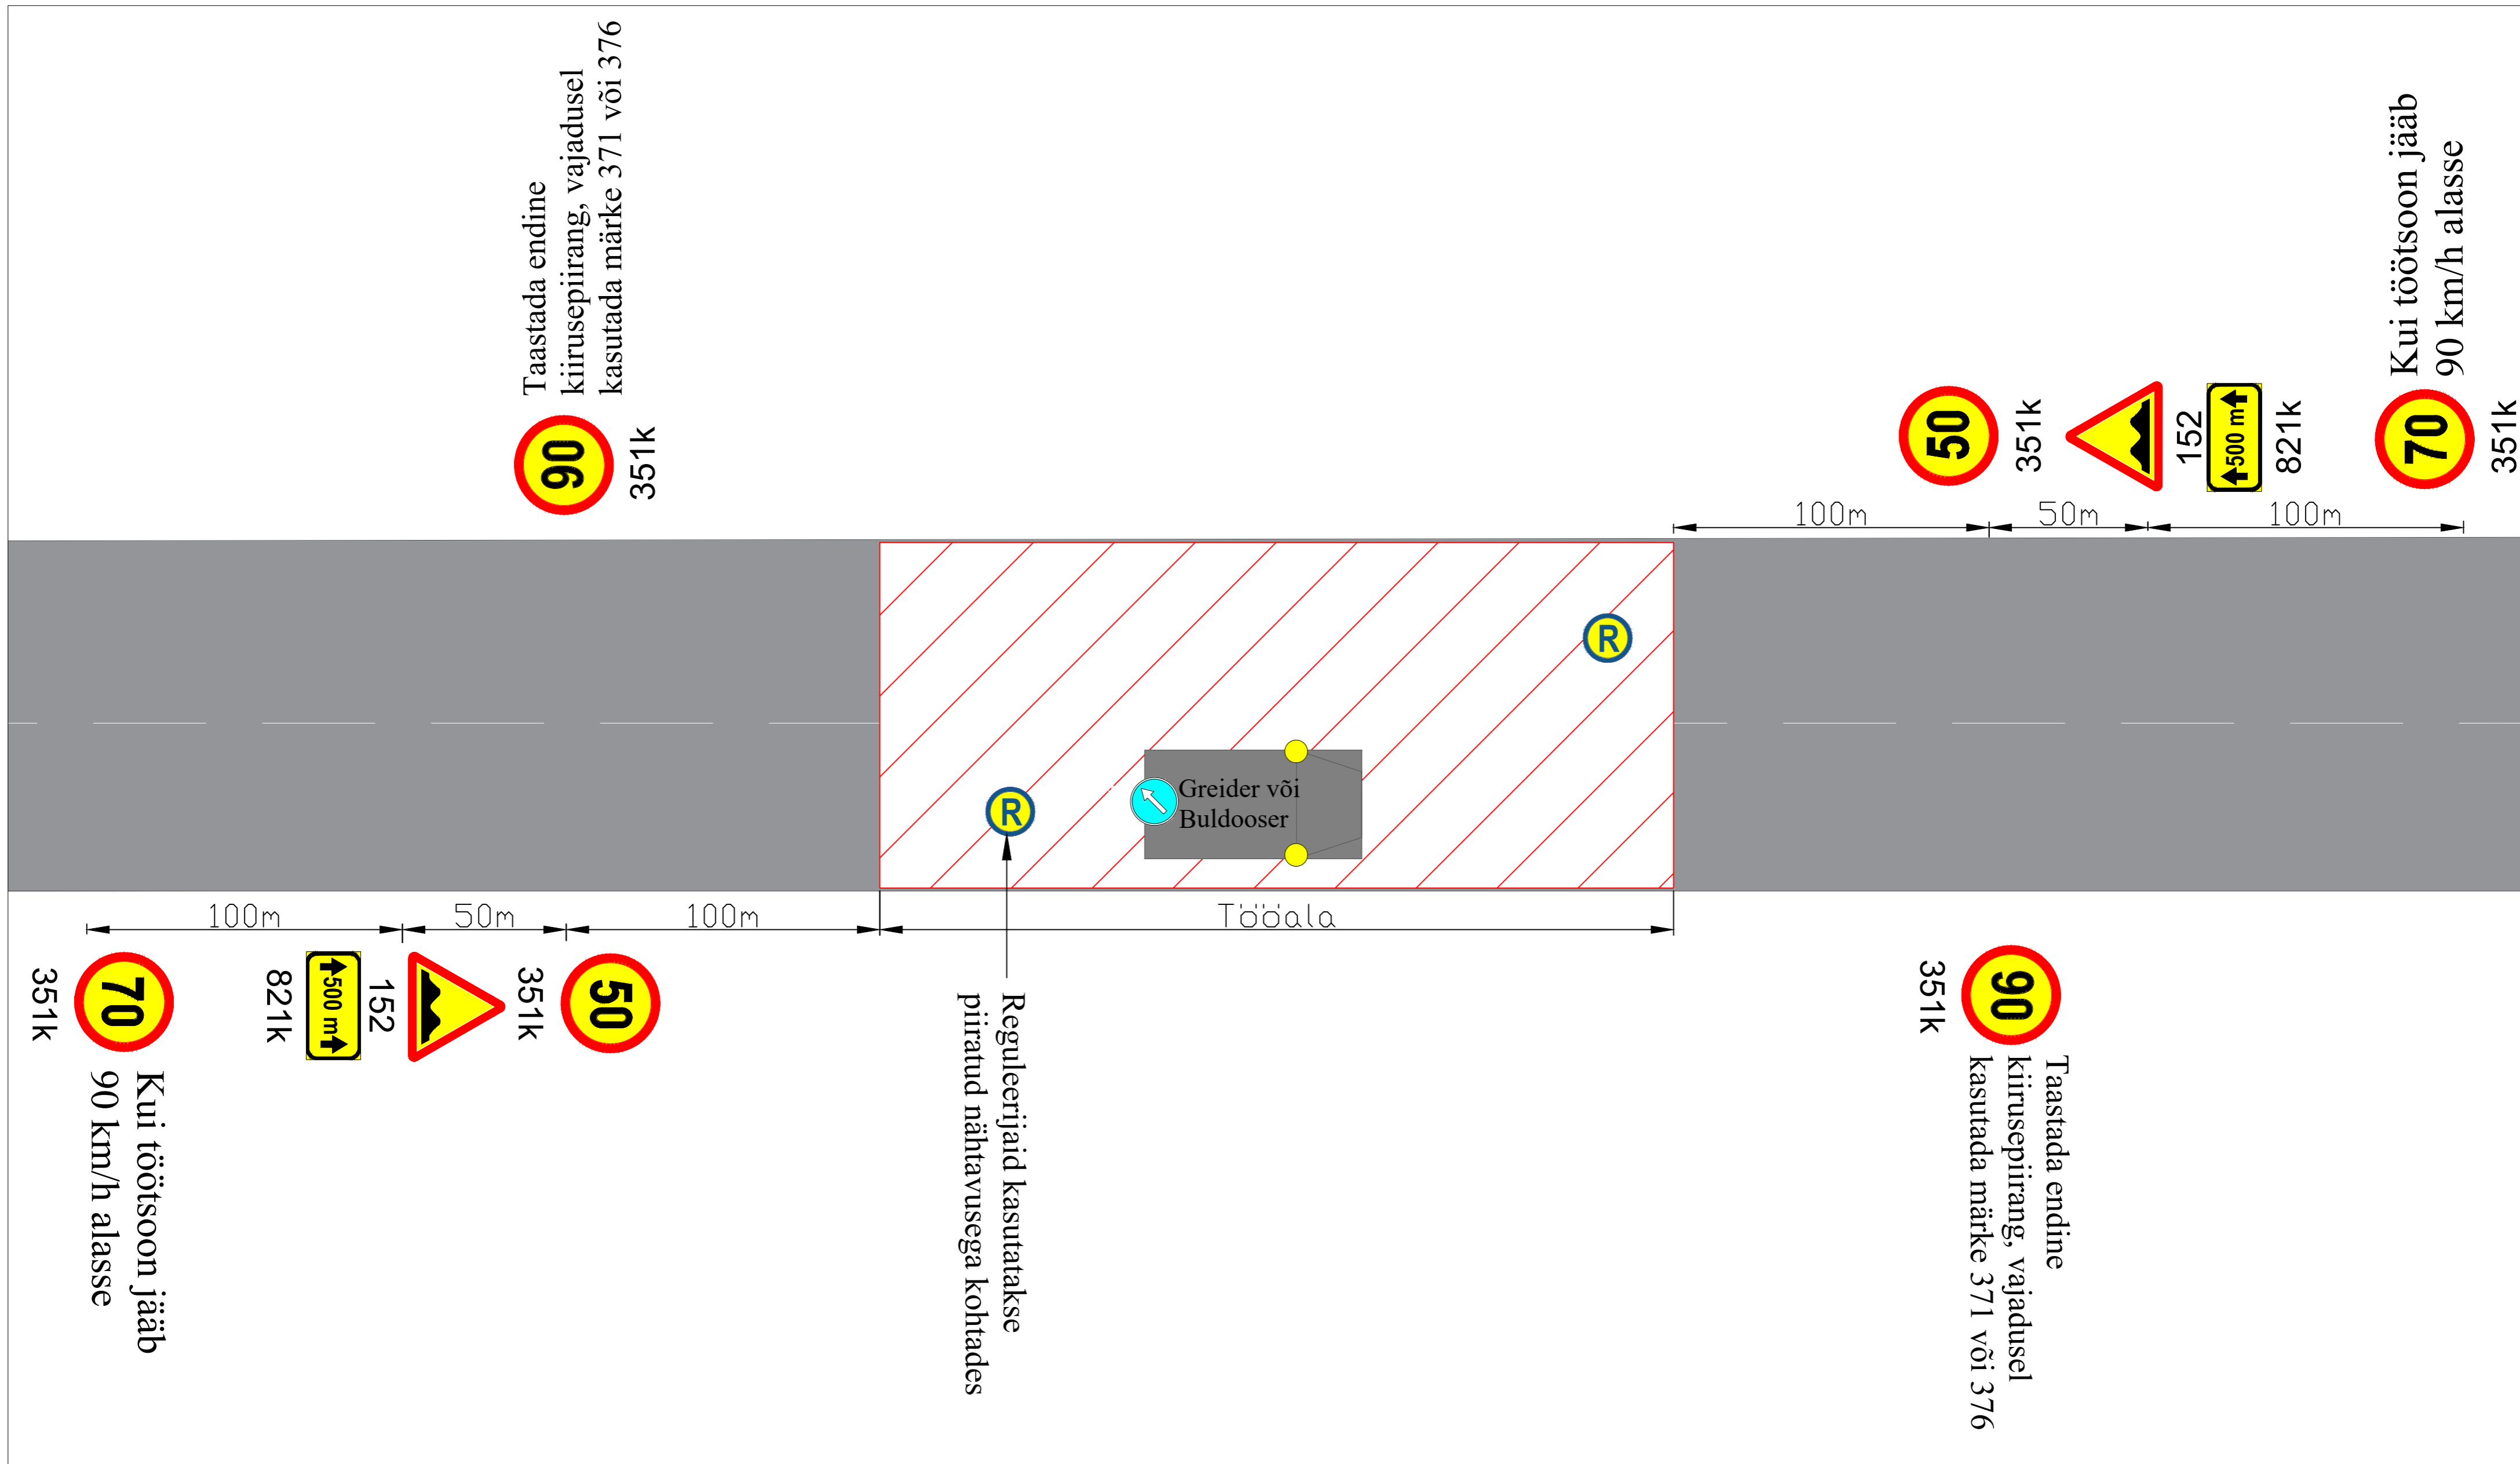 Taastada endine
kiirusepiirang, vajadusel
kasutada märke 371 või 376
90
351k
50
351k
152
500 m
821k
Kui töötsoon jääb
90 km/h alasse
70
351k
100m
50m
100m
R
Greider või
Buldooser
R
100m
50m
100m
Tööala
351k
70
Kui töötsoon jääb
90 km/h alasse
821k
500 m
152
351k
50
Reguleerijaid kasutatakse
piiratud nähtavusega kohtades
351k
90
Taastada endine
kiirusepiirang, vajadusel
kasutada märke 371 või 376